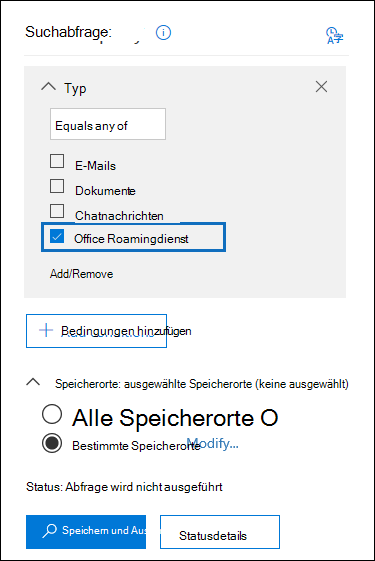 Suchabfrage:
Typ
Equals any of
E-Mails
Dokumente
Chatnachrichten
Office Roamingdienst
Add/Remove
Bedingungen hinzufügen
Speicherorte: ausgewählte Speicherorte (keine ausgewählt)
Alle Speicherorte O
Bestimmte Speicherorte Modify...
Status: Abfrage wird nicht ausgeführt
Speichern und Aus
Statusdetails